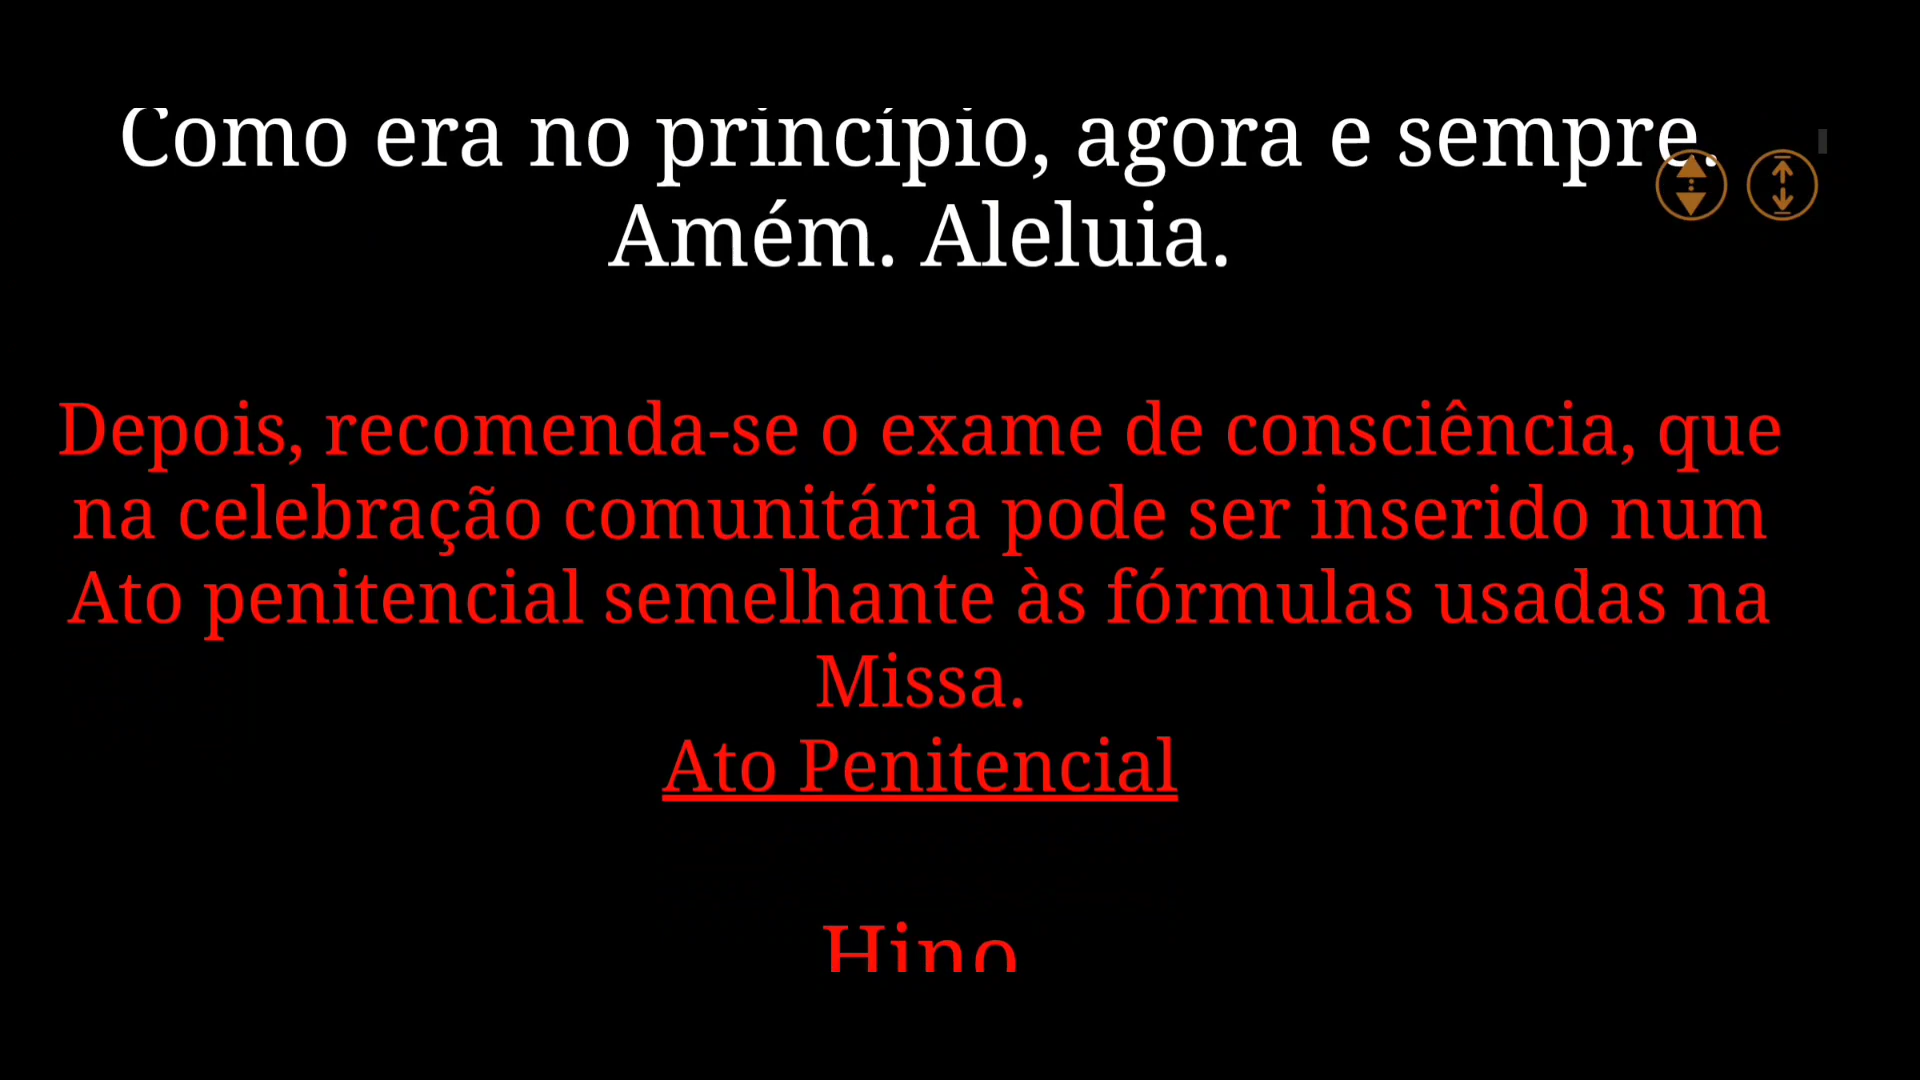 Como era no princípio, agora e sempre.
Amém. Aleluia.
Depois, recomenda-se o exame de consciência, que
na celebração comunitária pode ser inserido num
Ato penitencial semelhante às fórmulas usadas na
Missa.
Ato Penitencial
Hino